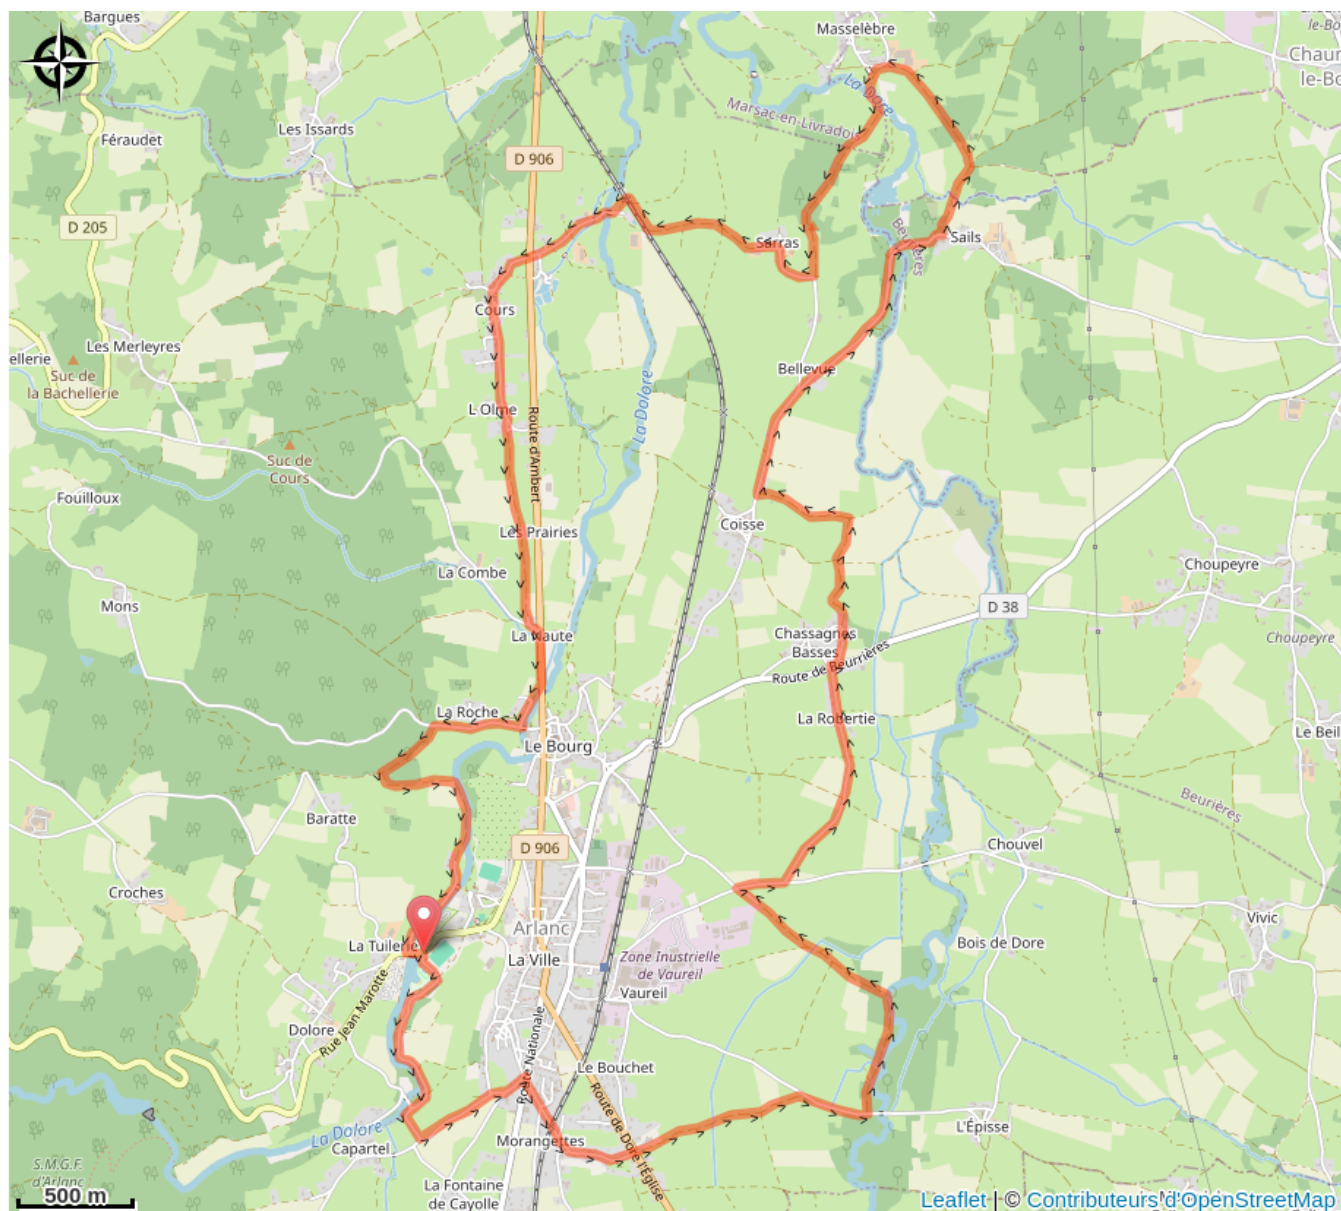 Bargues
Masselèbre
Chaum
le-Bo
La Dore
Marsac-en-Livradois
Les Issards
Féraudet
D 906
D 205
Sarras
Sails
Beurières
Cours
Les Merleyres
ellerie
Suc de
la Bachellerie
Bellevue
La Dolore
L'Olme
Route d'Ambert
Suc de
Cours
Fouilloux
Les Prairies
Coisse
La Combe
Choupeyre
Mons
D 38
La Haute
Chassagnes
Basses
Choupeyre
Route de Beurrières
La Roche
La Robertie
Le Bourg
Le Beil
Beurières
Baratte
D 906
Chouvel
Croches
Vivic
Arlanc
La Tuilerie
Bois de Dore
La Ville
Zone Inustrielle
de Vaureil
Vaureil
Rue Jean Marotte
Dolore
Route Nationale
Le Bouchet
Route de Dore l'Église
La Dolore
L'Épisse
Morangettes
Capartel
S.M.G.F.
d'Arlanc
La Fontaine
de Cayolle
500 m
Leaflet | © Contributeurs d'OpenStreetMap